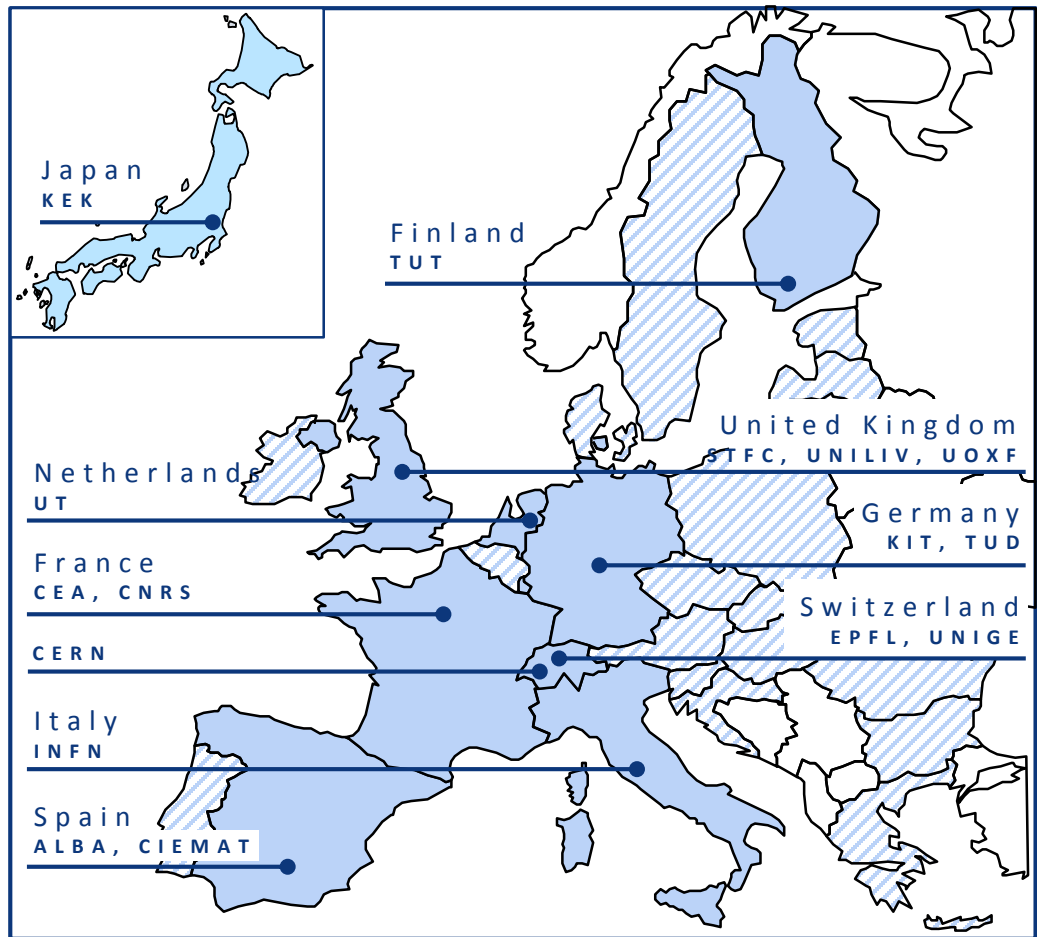 Japan
KEK
Finland
TUT
United Kingdom
STFC, UNILIV, UOXF
Netherlands
UT
Germany
KIT, TUD
France
CEA, CNRS
Switzerland
EPFL, UNIGE
CERN
Italy
INFN
Spain
ALBA, CIEMAT